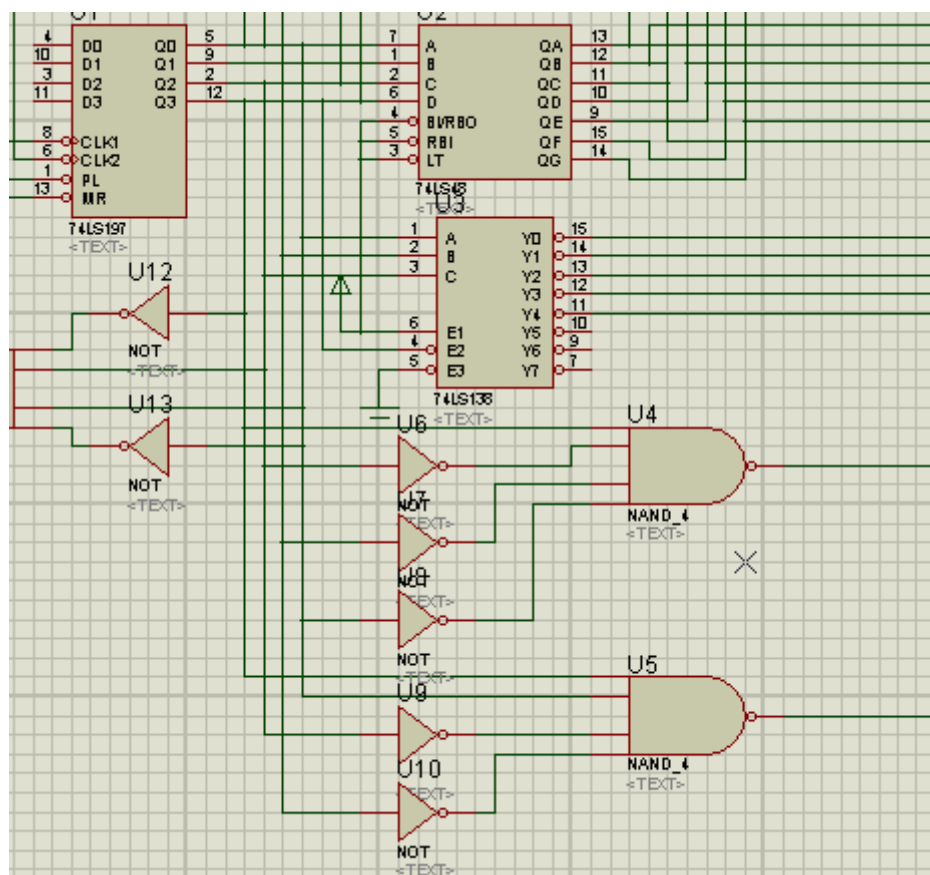 U1
4 D0 Q0 5
10 D1 Q1 9
3 D2 Q2 2
11 D3 Q3 12
8 CLK1
6 CLK2
1 PL
13 MR
74LS197
<TEXT>
U2
7 A QA 13
1 B QB 12
2 C QC 11
6 D QD 10
4 BI/RBO QE 9
5 RBI QF 15
3 LT QG 14
74LS48
<TEXT>
U3
1 A Y0 15
2 B Y1 14
3 C Y2 13
Y3 12
Y4 11
6 E1 Y5 10
4 E2 Y6 9
5 E3 Y7 7
74LS138
<TEXT>
U12
NOT
<TEXT>
U13
NOT
<TEXT>
U6
NOT
<TEXT>
NOT
<TEXT>
NOT
<TEXT>
U4
NAND_4
<TEXT>
U9
<TEXT>
U10
NOT
<TEXT>
U5
NAND_4
<TEXT>